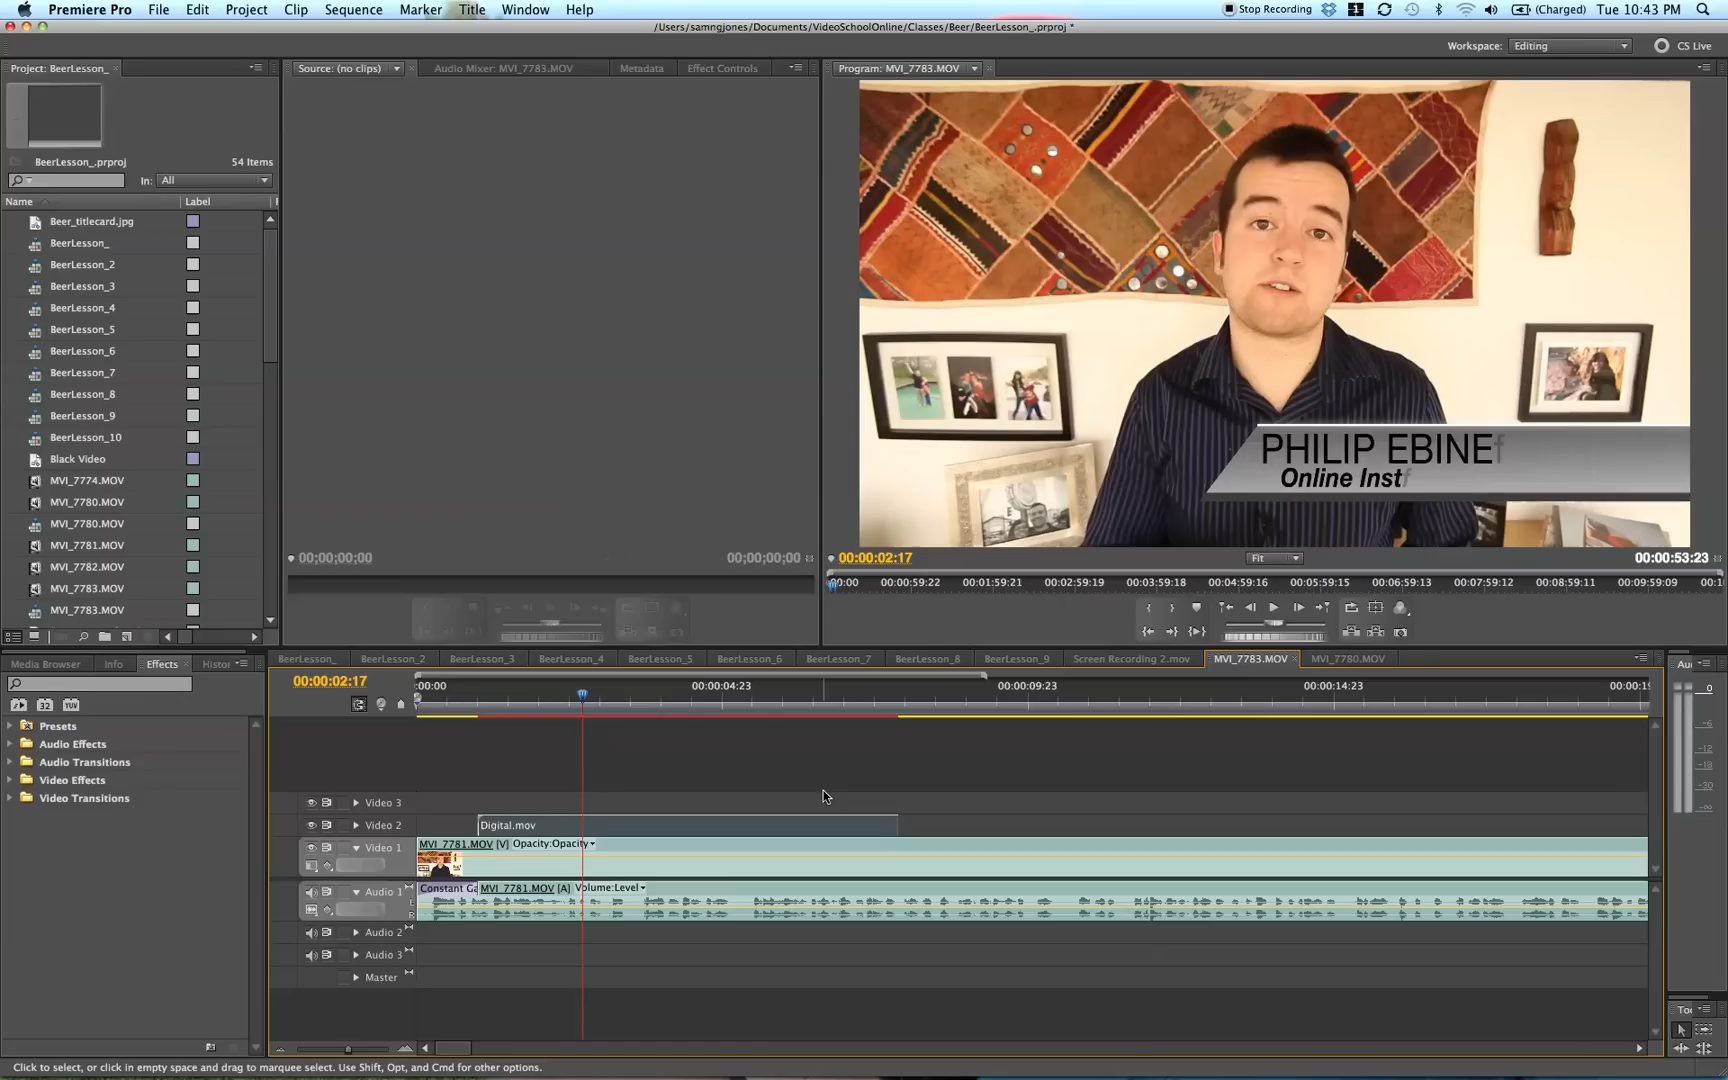 Premiere Pro File Edit Project Clip Sequence Marker Title Window Help
Stop Recording 1 (Charged) Tue 10:43 PM
/Users/samngjones/Documents/VideoSchoolOnline/Classes/Beer/BeerLesson_.prproj *
Workspace: Editing CS Live
Project: BeerLesson_
Source: (no clips) Audio Mixer: MVI_7783.MOV Metadata Effect Controls
Program: MVI_7783.MOV
BeerLesson_.prproj 54 Items
In: All
Name Label
Beer_titlecard.jpg
BeerLesson_
BeerLesson_2
BeerLesson_3
BeerLesson_4
BeerLesson_5
BeerLesson_6
BeerLesson_7
BeerLesson_8
BeerLesson_9
BeerLesson_10
Black Video
MVI_7774.MOV
MVI_7780.MOV
MVI_7780.MOV
MVI_7781.MOV
MVI_7782.MOV
MVI_7783.MOV
MVI_7783.MOV
PHILIP EBINE
Online Inst
00;00;00;00 00;00;00;00
00:00:02:17 Fit 00:00:53:23
00:00 00:00:59:22 00:01:59:21 00:02:59:19 00:03:59:18 00:04:59:16 00:05:59:15 00:06:59:13 00:07:59:12 00:08:59:11 00:09:59:09 00:10
Media Browser Info Effects Histor
32 YUV
Presets
Audio Effects
Audio Transitions
Video Effects
Video Transitions
BeerLesson_ BeerLesson_2 BeerLesson_3 BeerLesson_4 BeerLesson_5 BeerLesson_6 BeerLesson_7 BeerLesson_8 BeerLesson_9 Screen Recording 2.mov MVI_7783.MOV MVI_7780.MOV
00:00:02:17
:00:00 00:00:04:23 00:00:09:23 00:00:14:23 00:00:19
Video 3
Video 2 Digital.mov
Video 1 MVI_7781.MOV [V] Opacity:Opacity
Audio 1 Constant Ga MVI_7781.MOV [A] Volume:Level
L
R
Audio 2
Audio 3
Master
Au
0
-6
-12
-18
-30
-∞
Too
Click to select, or click in empty space and drag to marquee select. Use Shift, Opt, and Cmd for other options.